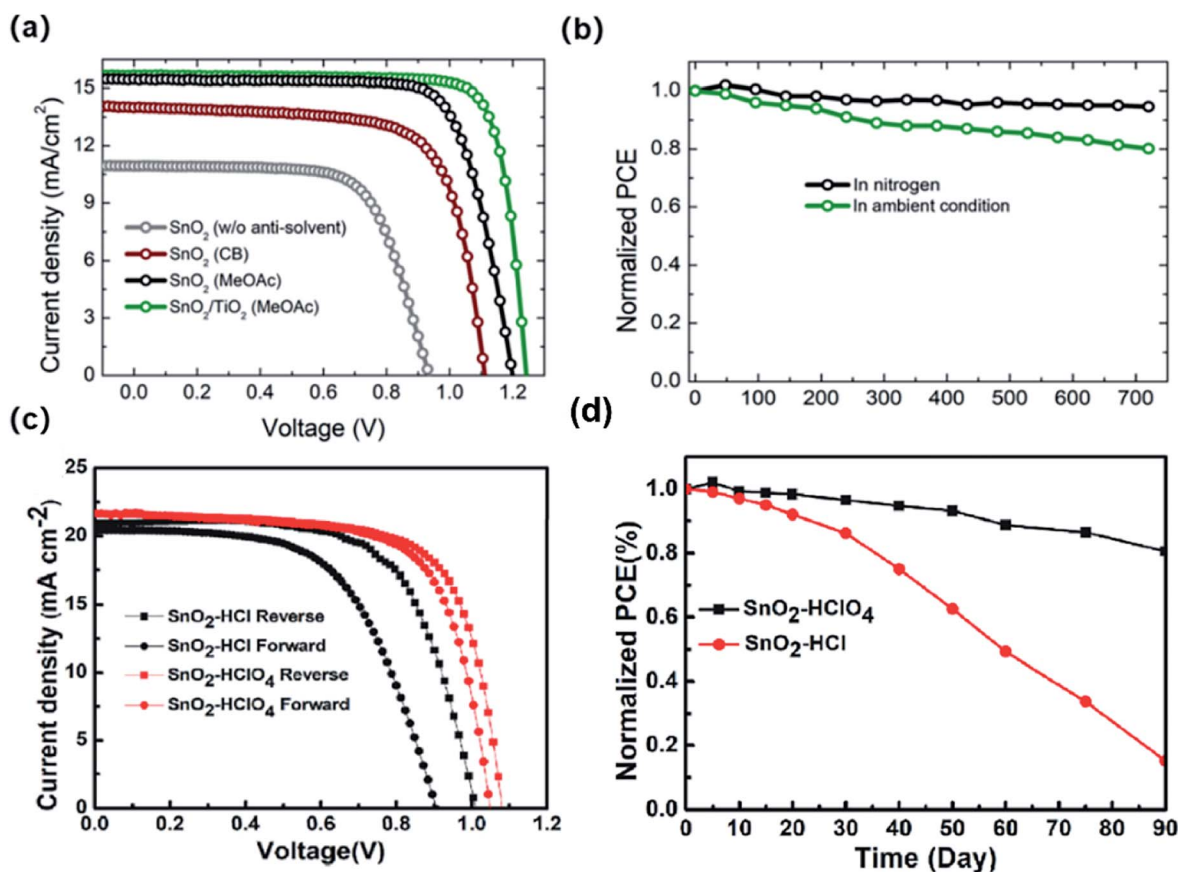 (a)
Current density (mA/cm²)
15
12
9
6
3
0
SnO₂ (w/o anti-solvent)
SnO₂ (CB)
SnO₂ (MeOAc)
SnO₂/TiO₂ (MeOAc)
0.0 0.2 0.4 0.6 0.8 1.0 1.2
Voltage (V)
(b)
Normalized PCE
1.0
0.8
0.6
0.4
0.2
0.0
In nitrogen
In ambient condition
0 100 200 300 400 500 600 700
(c)
Current density (mA cm⁻²)
25
20
15
10
5
0
SnO₂-HCl Reverse
SnO₂-HCl Forward
SnO₂-HClO₄ Reverse
SnO₂-HClO₄ Forward
0.0 0.2 0.4 0.6 0.8 1.0 1.2
Voltage(V)
(d)
Normalized PCE(%)
1.0
0.8
0.6
0.4
0.2
0.0
SnO₂-HClO₄
SnO₂-HCl
0 10 20 30 40 50 60 70 80 90
Time (Day)